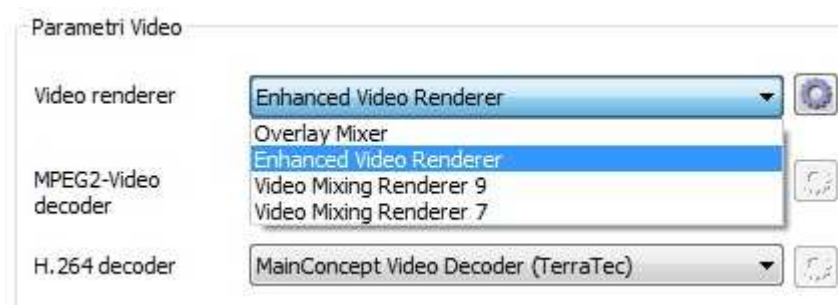 Parametri Video
Video renderer
Enhanced Video Renderer
Overlay Mixer
Enhanced Video Renderer
Video Mixing Renderer 9
Video Mixing Renderer 7
MPEG2-Video
decoder
H.264 decoder
MainConcept Video Decoder (TerraTec)